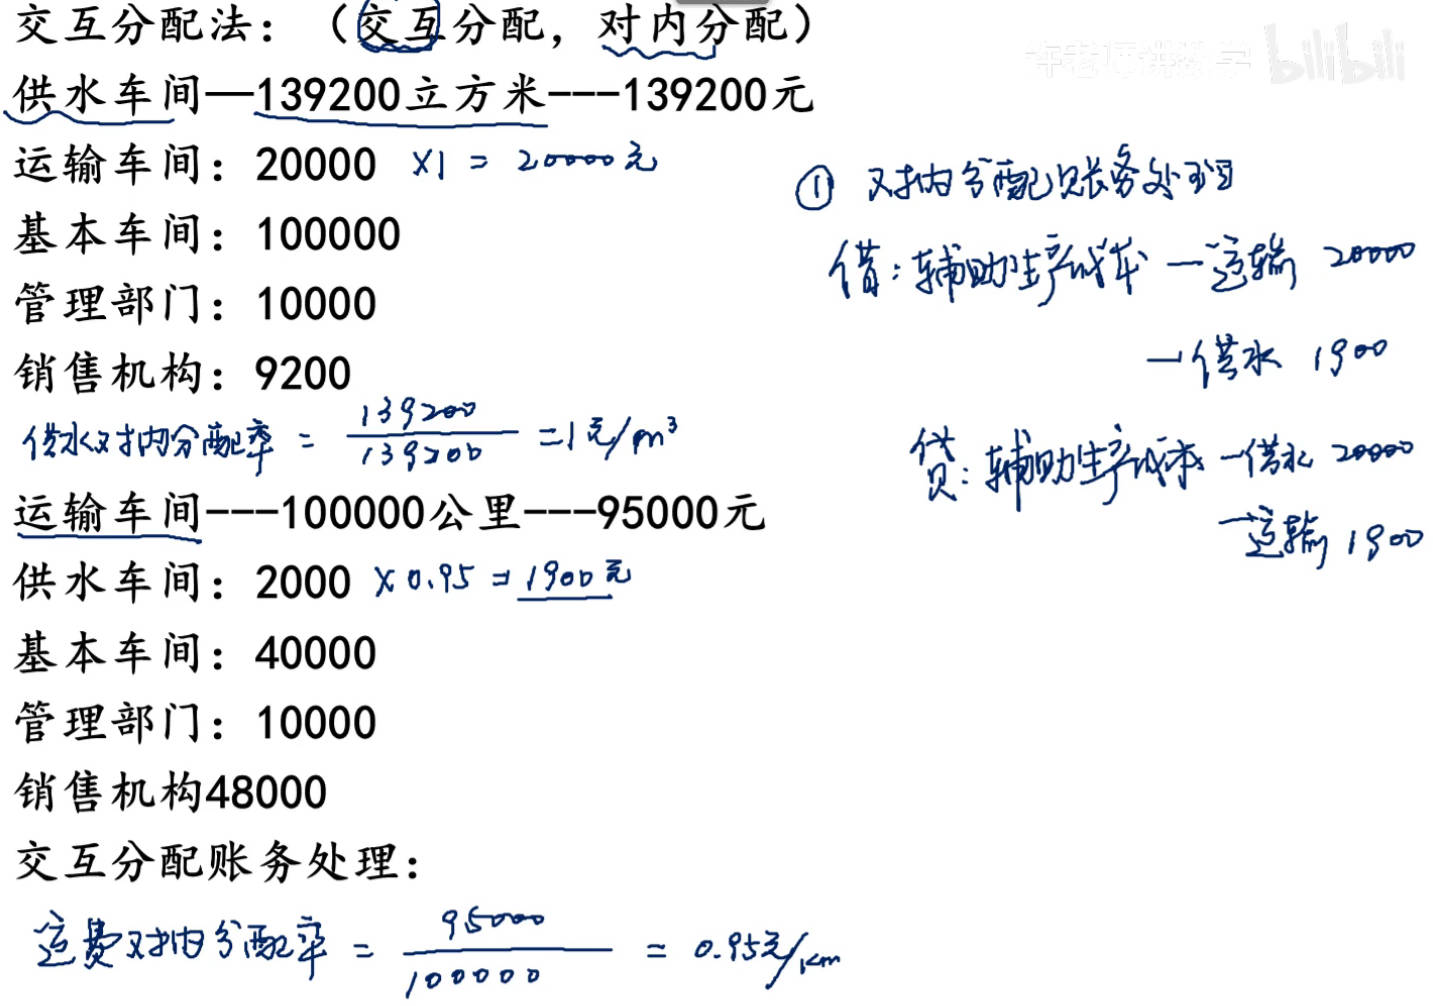 交互分配法：（交互分配，对内分配）
供水车间—139200立方米---139200元
运输车间：20000 ×1 = 20000元
基本车间：100000
管理部门：10000
销售机构：9200
供水对内分配率 = 139200/139200 =1元/m³
运输车间---100000公里---95000元
供水车间：2000 ×0.95 = 1900元
基本车间：40000
管理部门：10000
销售机构48000
交互分配账务处理：
运费对内分配率 = 95000/100000 = 0.95元/km
① 对内分配账务处理
借：辅助生产成本—运输 20000
—供水 1900
贷：辅助生产成本—供水 20000
—运输 1900
bilibili